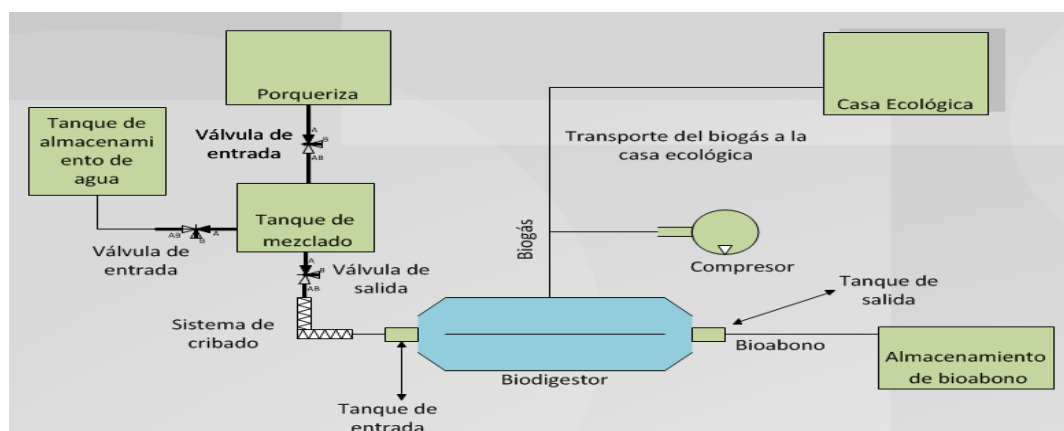 Porqueriza
Casa Ecológica
Tanque de
almacenami
ento de
agua
Válvula de
entrada
A
B
AB
Transporte del biogás a la
casa ecológica
Tanque de
mezclado
AB
B
A
Válvula de
entrada
A
B
AB
Válvula de
salida
Biogás
Compresor
Tanque de
salida
Sistema de
cribado
Bioabono
Almacenamiento
de bioabono
Biodigestor
Tanque de
entrada